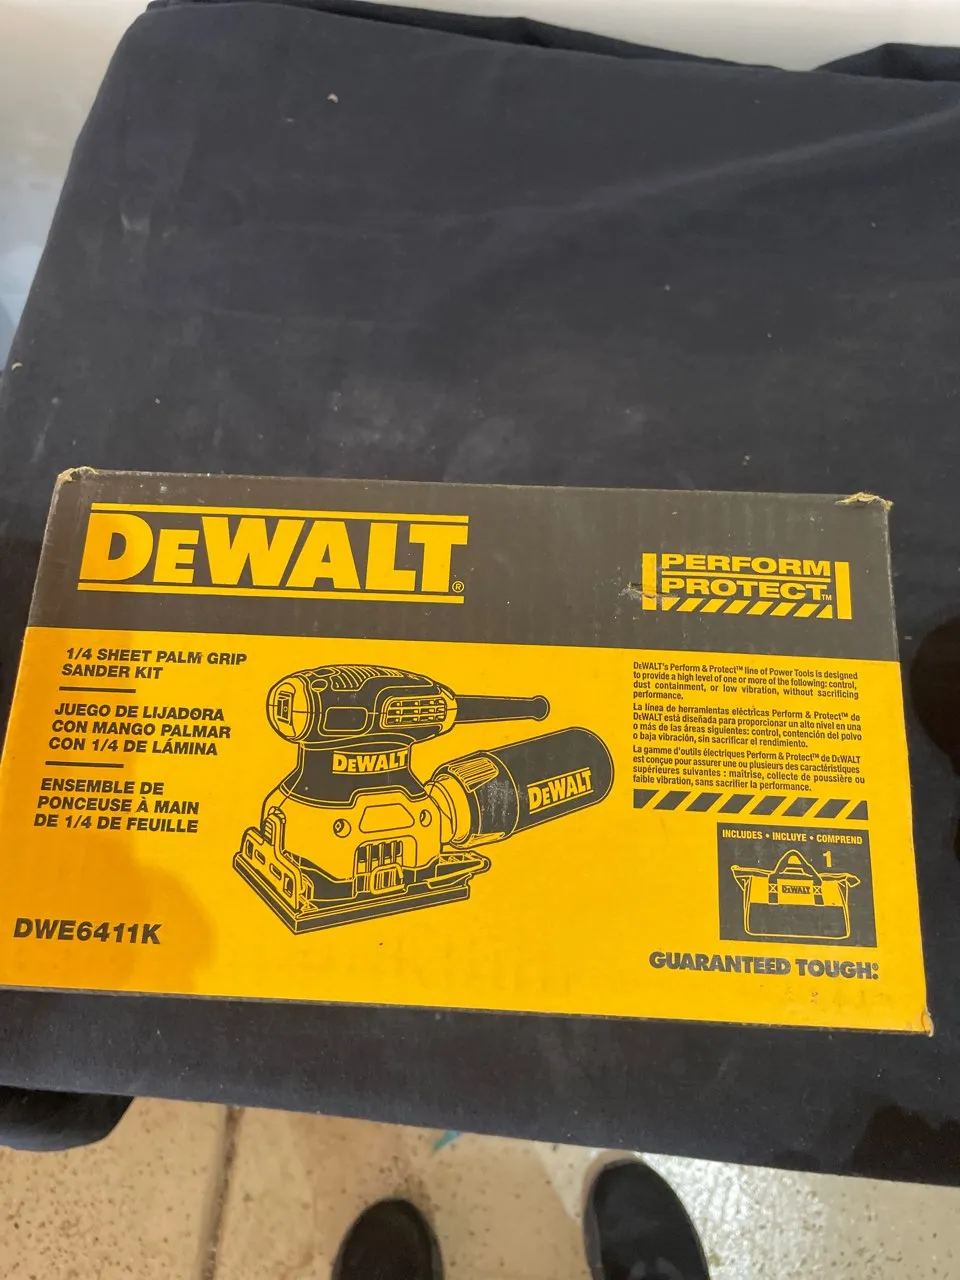 DEWALT®
PERFORM
PROTECT™
1/4 SHEET PALM GRIP
SANDER KIT
JUEGO DE LIJADORA
CON MANGO PALMAR
CON 1/4 DE LÁMINA
ENSEMBLE DE
PONCEUSE À MAIN
DE 1/4 DE FEUILLE
DWE6411K
DEWALT
DEWALT
DEWALT's Perform & Protect™ line of Power Tools is designed
to provide a high level of one or more of the following: control,
dust containment, or low vibration, without sacrificing
performance.
La línea de herramientas eléctricas Perform & Protect™ de
DEWALT está diseñada para proporcionar un alto nivel en una
o más de las áreas siguientes: control, contención del polvo
o baja vibración, sin sacrificar el rendimiento.
La gamme d'outils électriques Perform & Protect™ de DEWALT
est conçue pour assurer une ou plusieurs des caractéristiques
supérieures suivantes : maîtrise, collecte de poussière ou
faible vibration, sans sacrifier la performance.
INCLUDES • INCLUYE • COMPREND
1
DEWALT
GUARANTEED TOUGH®